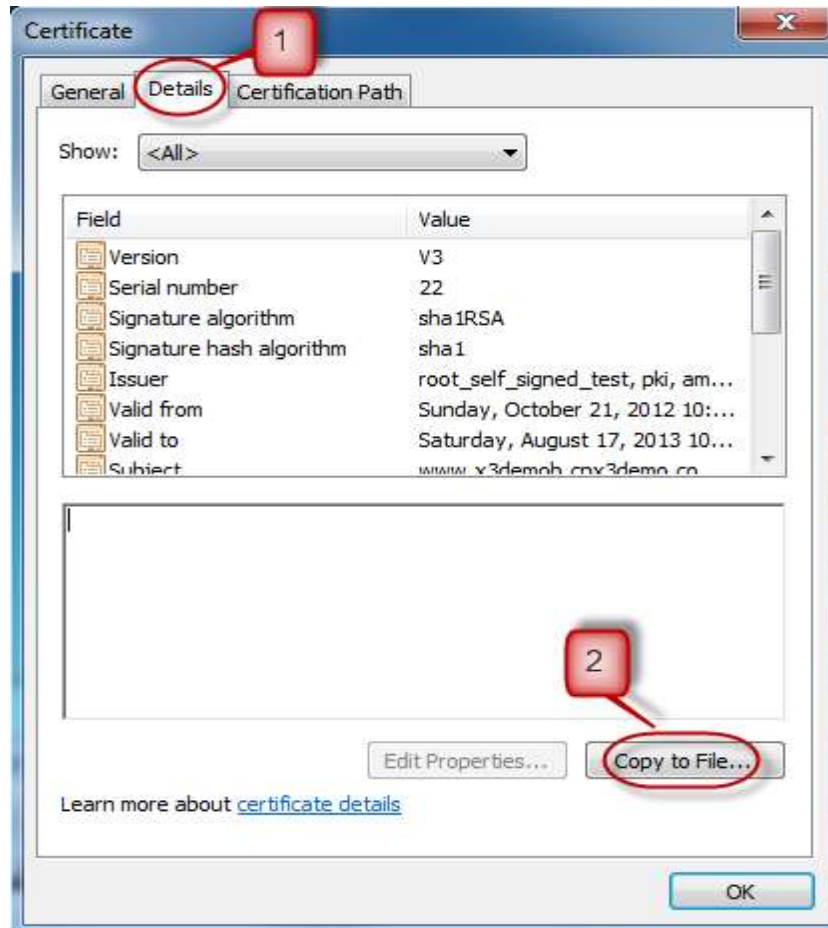 Certificate
1
General Details Certification Path
Show: <All>
Field Value
Version V3
Serial number 22
Signature algorithm sha1RSA
Signature hash algorithm sha1
Issuer root_self_signed_test, pki, am...
Valid from Sunday, October 21, 2012 10:...
Valid to Saturday, August 17, 2013 10...
Subject
2
Edit Properties... Copy to File...
Learn more about certificate details
OK